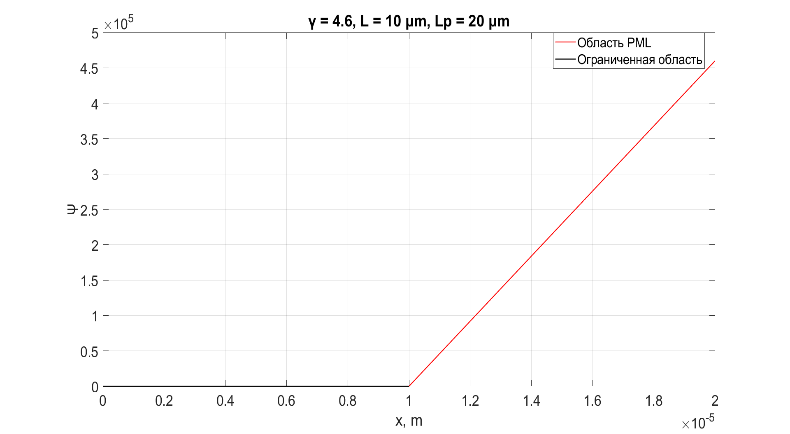 γ = 4.6, L = 10 μm, Lp = 20 μm
×10⁵
5
4.5
4
3.5
3
2.5
2
1.5
1
0.5
0
ψ
Область PML
Ограниченная область
0 0.2 0.4 0.6 0.8 1 1.2 1.4 1.6 1.8 2
×10⁻⁵
x, m